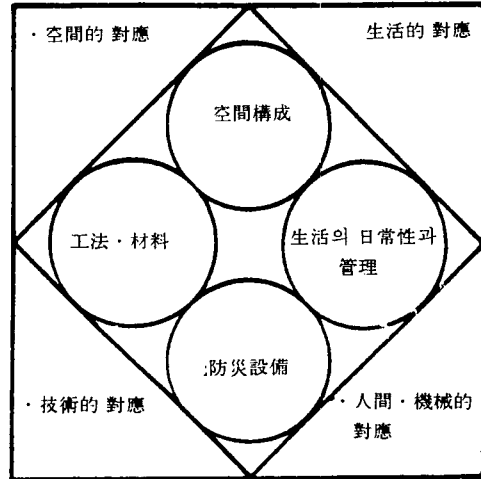 · 空間的 對應
生活的 對應
空間構成
工法 · 材料
生活의 日常性과
管理
防災設備
· 技術的 對應
· 人間 · 機械的
對應